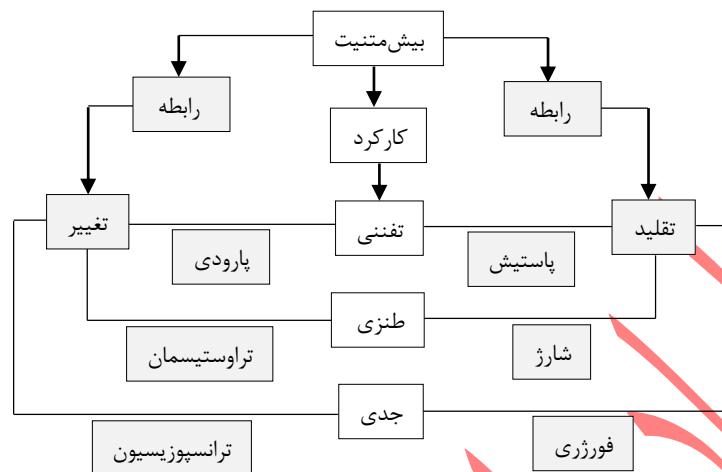 بیش‌متنیت
رابطه
رابطه
کارکرد
تقلید
تفننی
تغییر
پاستیش
پارودی
طنزی
شارژ
تراوستیسمان
جدی
فورژری
ترانسپوزیسیون